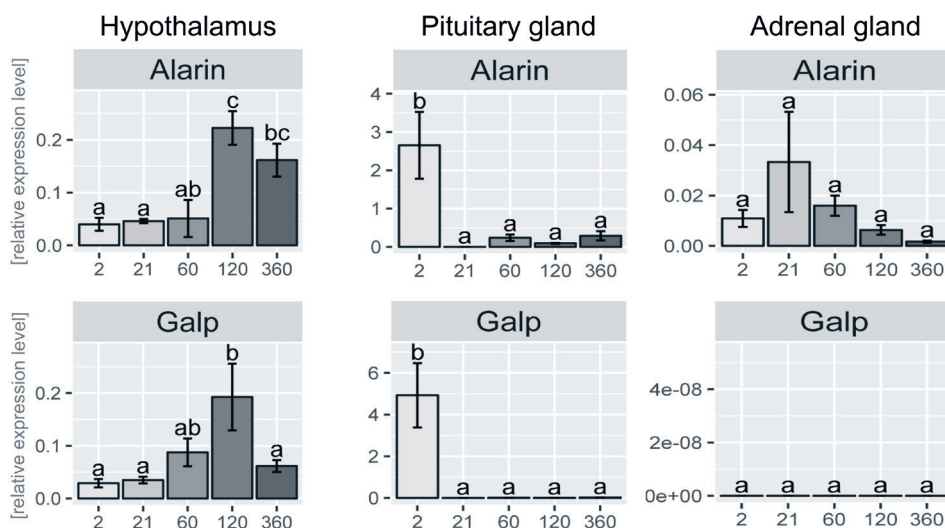 Hypothalamus Pituitary gland Adrenal gland
Alarin Alarin Alarin
[relative expression level]
0.2
0.1
0.0
a a ab c bc
2 21 60 120 360
4
3
2
1
0
b a a a a
2 21 60 120 360
0.06
0.04
0.02
0.00
a a a a a
2 21 60 120 360
Galp Galp Galp
[relative expression level]
0.2
0.1
0.0
a a ab b a
2 21 60 120 360
6
4
2
0
b a a a a
2 21 60 120 360
4e-08
2e-08
0e+00
a a a a a
2 21 60 120 360